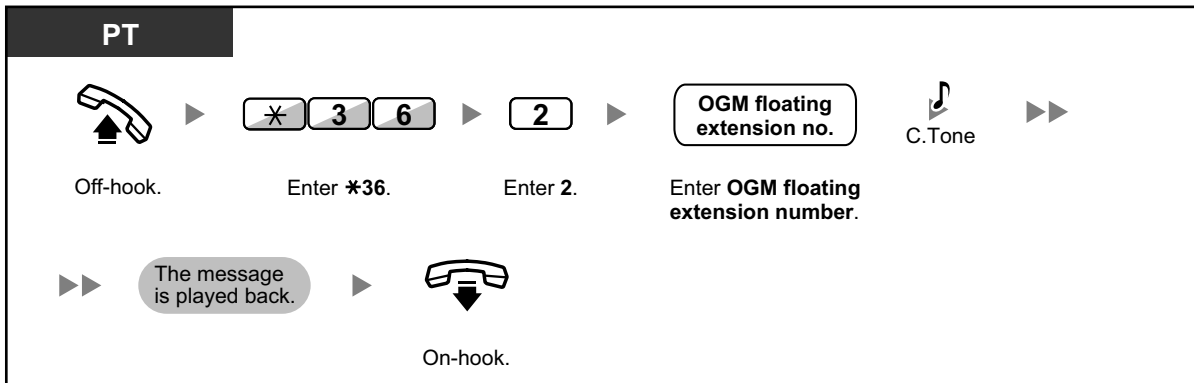 PT
✳ 3 6
2
OGM floating
extension no.
C.Tone
Off-hook.
Enter ✳36.
Enter 2.
Enter OGM floating
extension number.
The message
is played back.
On-hook.